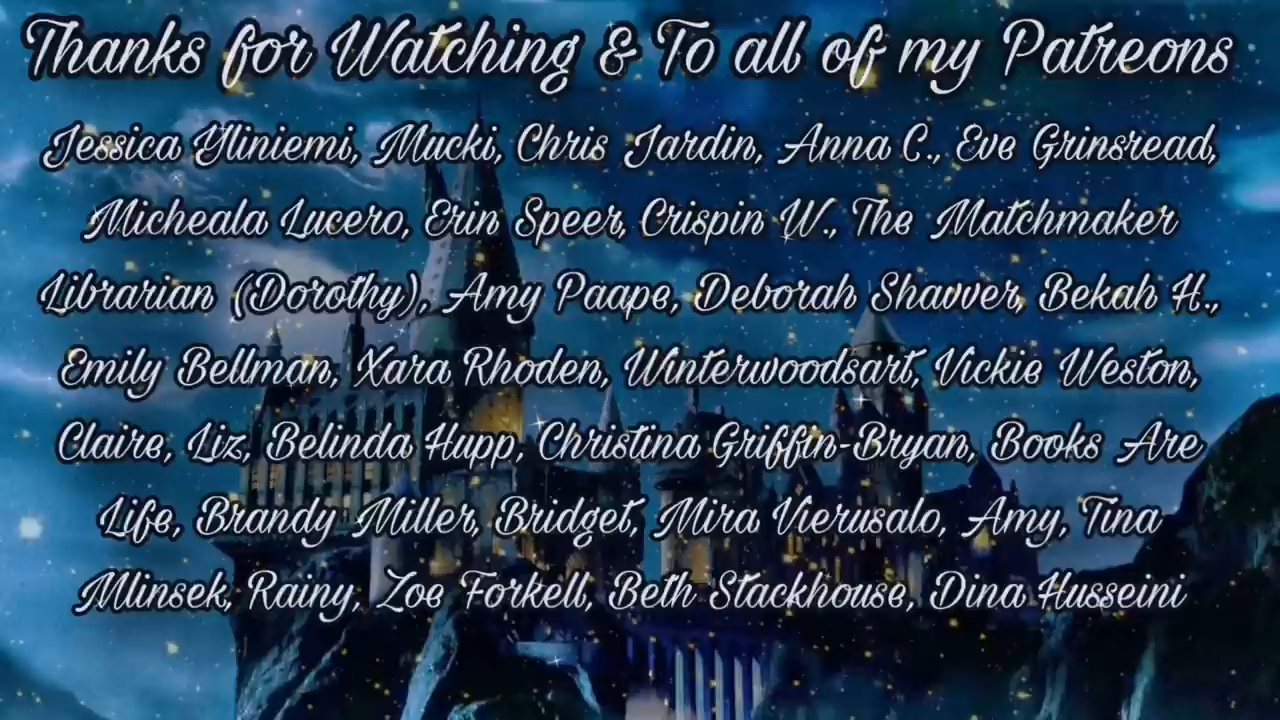 Thanks for Watching & To all of my Patreons
Jessica Yliniemi, Mucki, Chris Jardin, Anna C., Eve Grinsread,
Micheala Lucero, Erin Speer, Crispin W., The Matchmaker
Librarian (Dorothy), Amy Paape, Deborah Shavver, Bekah H.,
Emily Bellman, Xara Rhoden, Winterwoodsart, Vickie Weston,
Claire, Liz, Belinda Hupp, Christina Griffin-Bryan, Books Are
Life, Brandy Miller, Bridget, Mira Vierusalo, Amy, Tina
Mlinsek, Rainy, Zoe Forkell, Beth Stackhouse, Dina Husseini